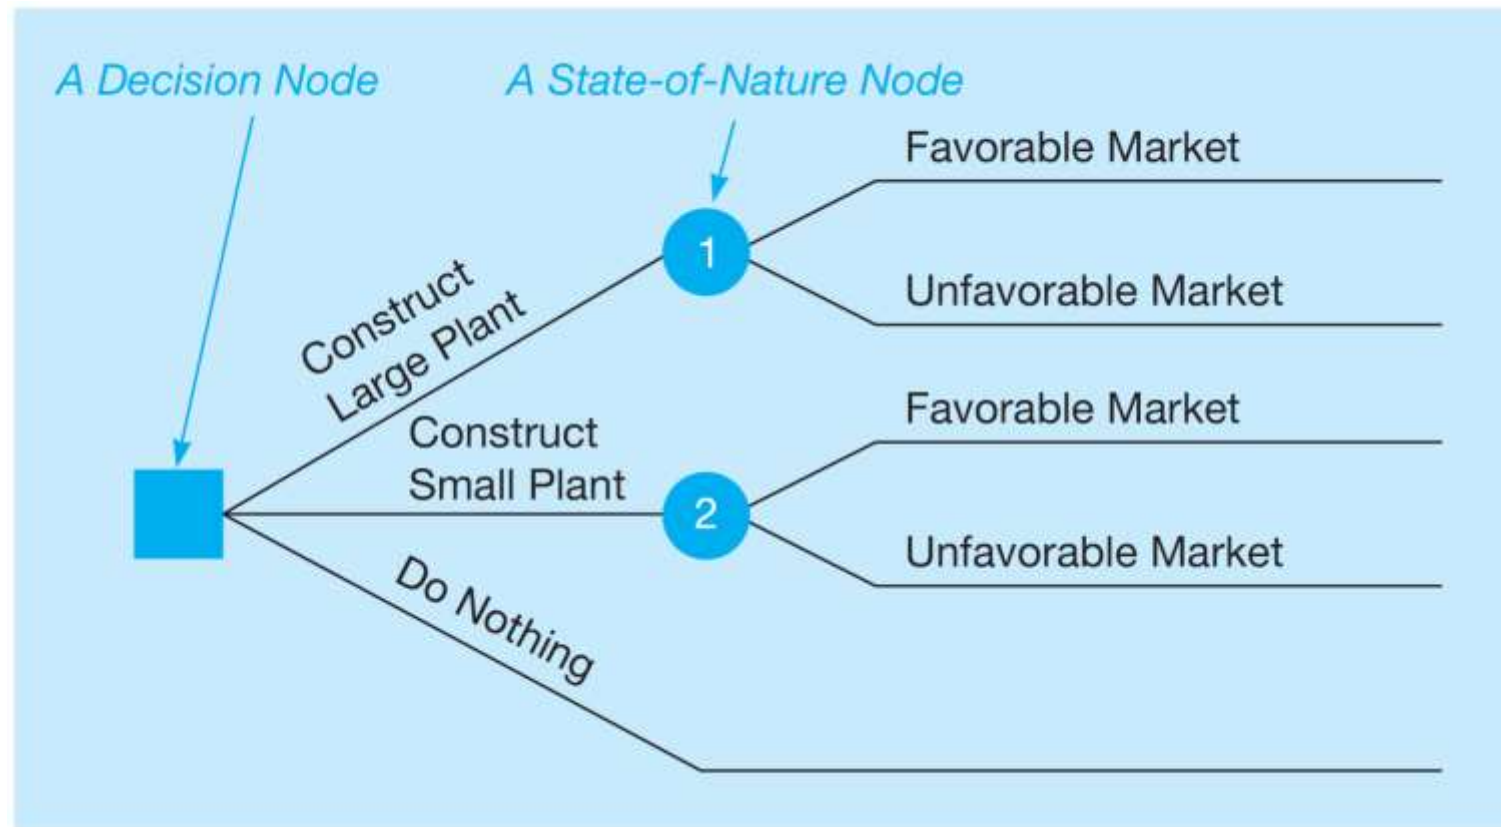 A Decision Node
A State-of-Nature Node
Favorable Market
1
Unfavorable Market
Construct
Large Plant
Favorable Market
Construct
Small Plant
2
Unfavorable Market
Do Nothing